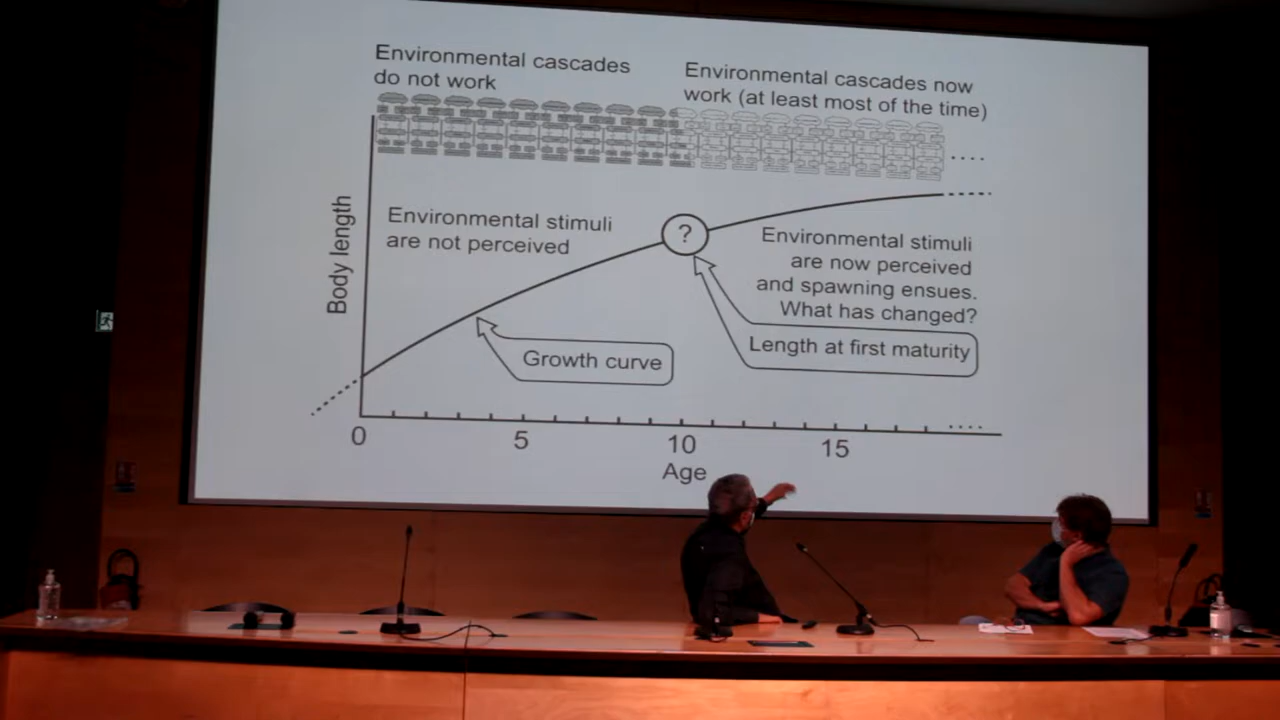 Environmental cascades
do not work
Environmental cascades now
work (at least most of the time)
Body length
Environmental stimuli
are not perceived
?
Environmental stimuli
are now perceived
and spawning ensues.
What has changed?
Growth curve
Length at first maturity
0
5
10
15
Age